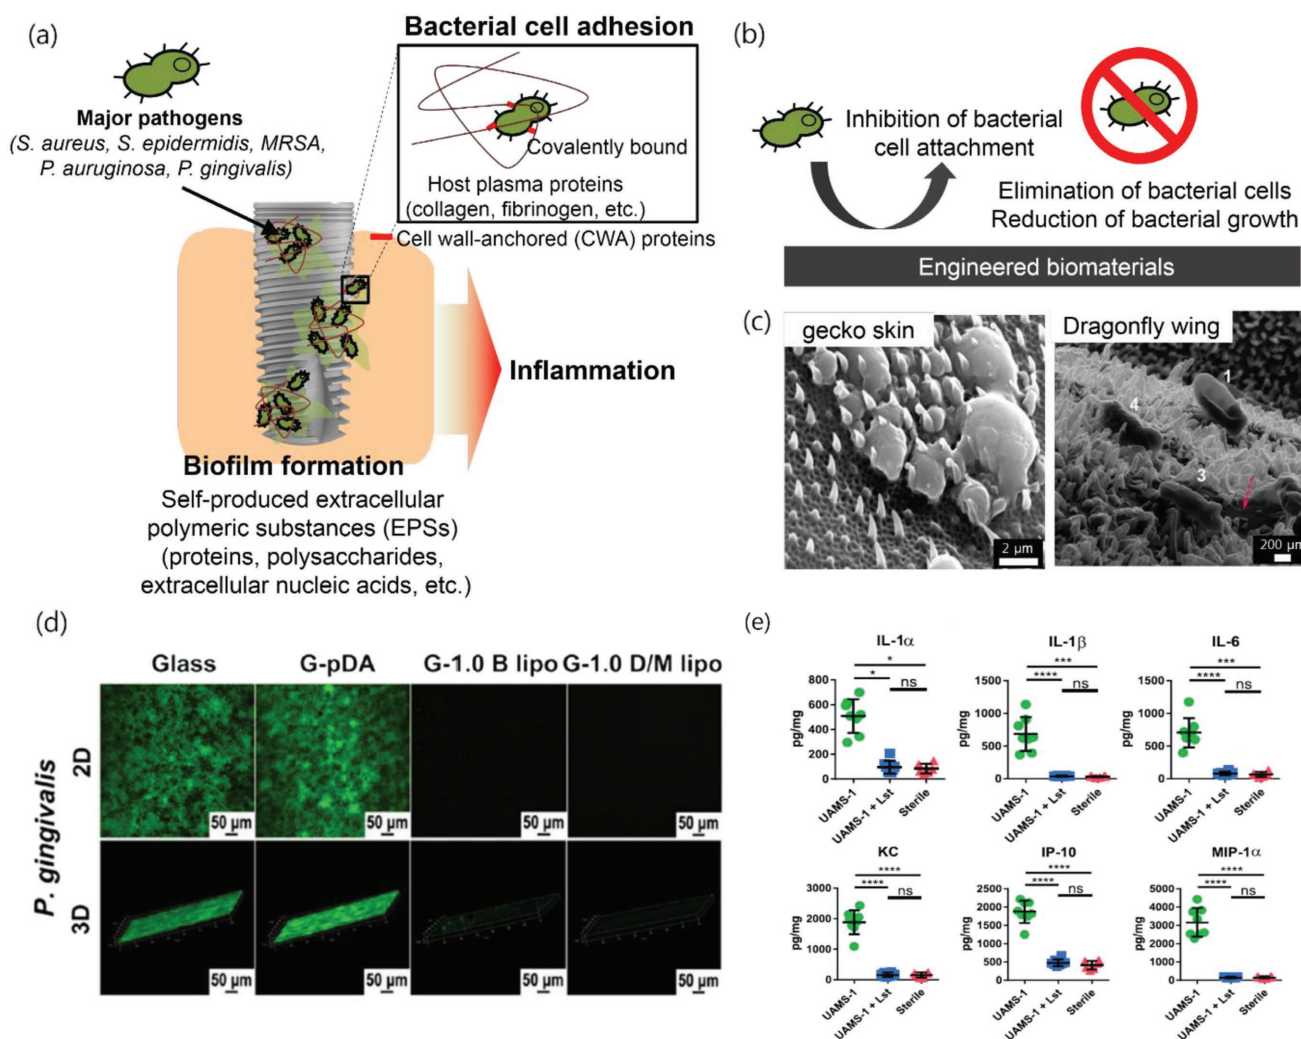 (a)
Bacterial cell adhesion
Major pathogens
(S. aureus, S. epidermidis, MRSA,
P. auruginosa, P. gingivalis)
Covalently bound
Host plasma proteins
(collagen, fibrinogen, etc.)
Cell wall-anchored (CWA) proteins
Inflammation
Biofilm formation
Self-produced extracellular
polymeric substances (EPSs)
(proteins, polysaccharides,
extracellular nucleic acids, etc.)
(b)
Inhibition of bacterial
cell attachment
Elimination of bacterial cells
Reduction of bacterial growth
Engineered biomaterials
(c)
gecko skin
2 μm
Dragonfly wing
1
4
3
200 μm
(d)
Glass G-pDA G-1.0 B lipo G-1.0 D/M lipo
P. gingivalis
2D
50 μm 50 μm 50 μm 50 μm
3D
50 μm 50 μm 50 μm 50 μm
(e)
IL-1α
*
* ns
pg/mg
800
600
400
200
0
UAMS-1
UAMS-1 + Lst
Sterile
IL-1β
***
**** ns
pg/mg
1500
1000
500
0
UAMS-1
UAMS-1 + Lst
Sterile
IL-6
***
**** ns
pg/mg
1500
1000
500
0
UAMS-1
UAMS-1 + Lst
Sterile
KC
****
**** ns
pg/mg
3000
2000
1000
0
UAMS-1
UAMS-1 + Lst
Sterile
IP-10
****
**** ns
pg/mg
2500
2000
1500
1000
500
0
UAMS-1
UAMS-1 + Lst
Sterile
MIP-1α
****
**** ns
pg/mg
5000
4000
3000
2000
1000
0
UAMS-1
UAMS-1 + Lst
Sterile